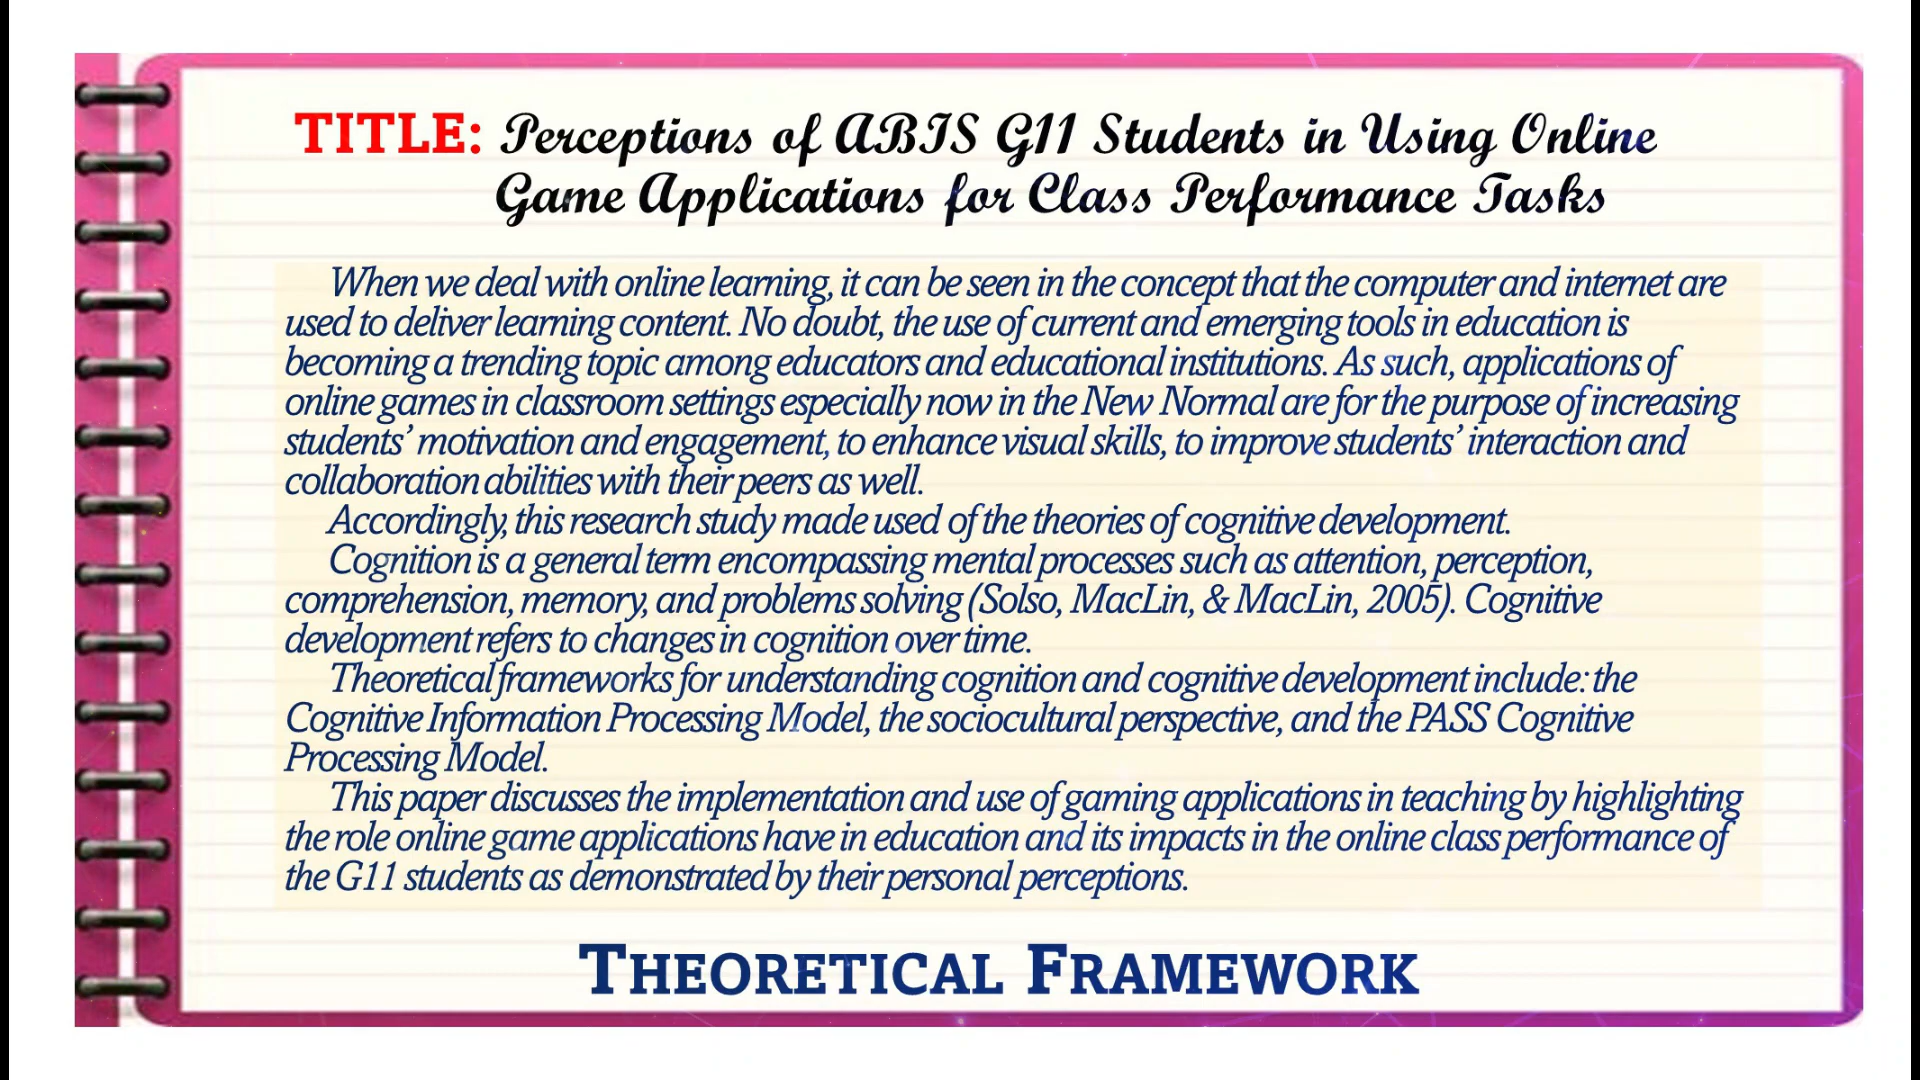 TITLE: Perceptions of ABIS G11 Students in Using Online
Game Applications for Class Performance Tasks
When we deal with online learning, it can be seen in the concept that the computer and internet are
used to deliver learning content. No doubt, the use of current and emerging tools in education is
becoming a trending topic among educators and educational institutions. As such, applications of
online games in classroom settings especially now in the New Normal are for the purpose of increasing
students’ motivation and engagement, to enhance visual skills, to improve students’ interaction and
collaboration abilities with their peers as well.
Accordingly, this research study made used of the theories of cognitive development.
Cognition is a general term encompassing mental processes such as attention, perception,
comprehension, memory, and problems solving (Solso, MacLin, & MacLin, 2005). Cognitive
development refers to changes in cognition over time.
Theoretical frameworks for understanding cognition and cognitive development include: the
Cognitive Information Processing Model, the sociocultural perspective, and the PASS Cognitive
Processing Model.
This paper discusses the implementation and use of gaming applications in teaching by highlighting
the role online game applications have in education and its impacts in the online class performance of
the G11 students as demonstrated by their personal perceptions.
THEORETICAL FRAMEWORK